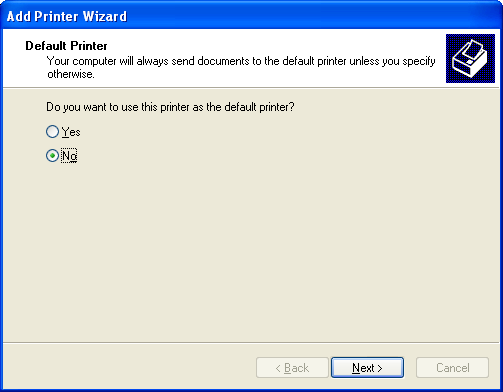 Add Printer Wizard
Default Printer
Your computer will always send documents to the default printer unless you specify
otherwise.
Do you want to use this printer as the default printer?
Yes
No
< Back
Next >
Cancel